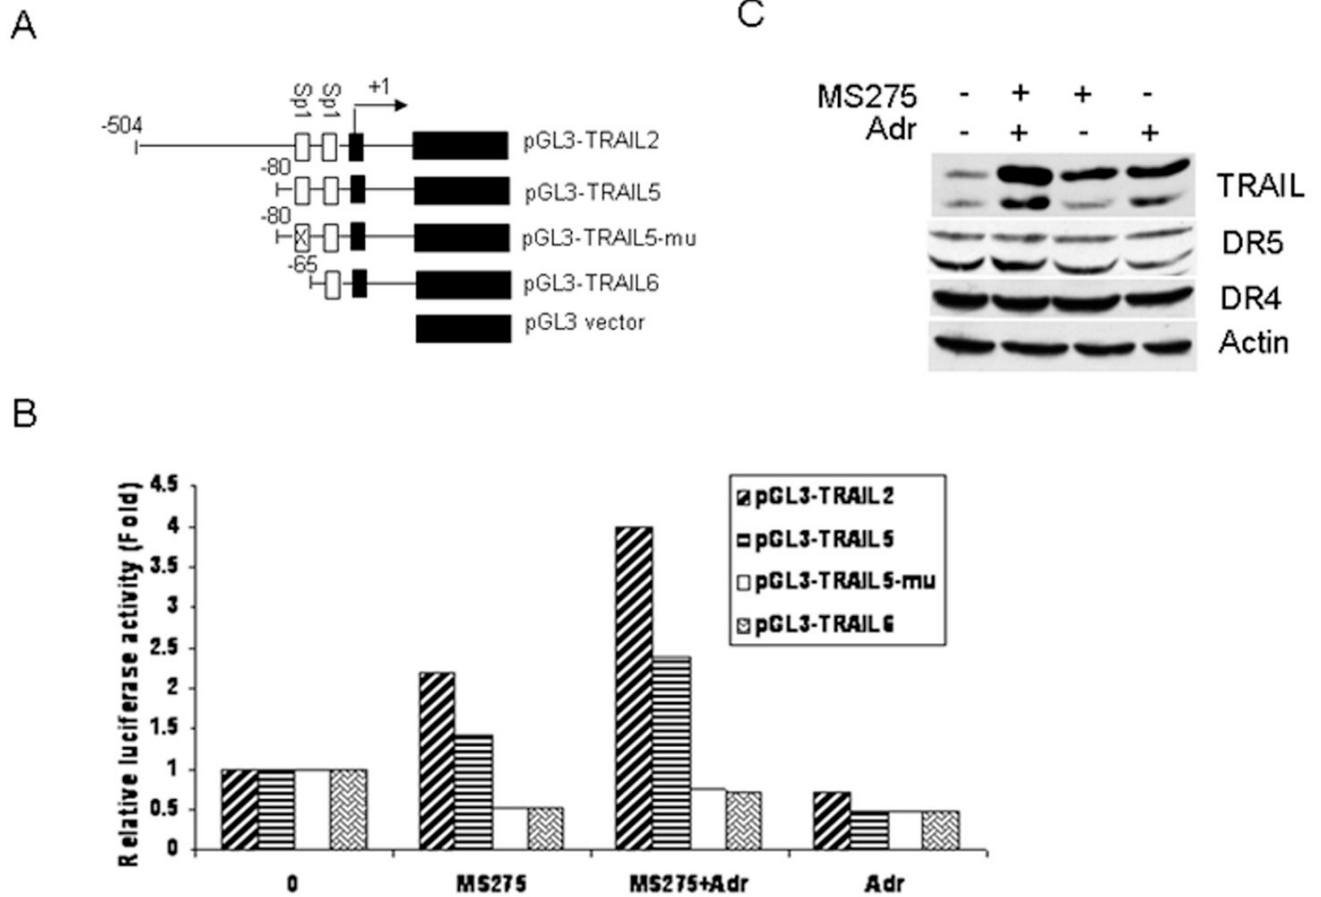 A
Sp1 Sp1 +1
-504
pGL3-TRAIL2
-80
pGL3-TRAIL5
-80
X
pGL3-TRAIL5-mu
-65
pGL3-TRAIL6
pGL3 vector
C
MS275 - + + -
Adr - + - +
TRAIL
DR5
DR4
Actin
B
Relative luciferase activity (Fold)
4.5
4
3.5
3
2.5
2
1.5
1
0.5
0
0 MS275 MS275+Adr Adr
pGL3-TRAIL2
pGL3-TRAIL5
pGL3-TRAIL5-mu
pGL3-TRAIL6